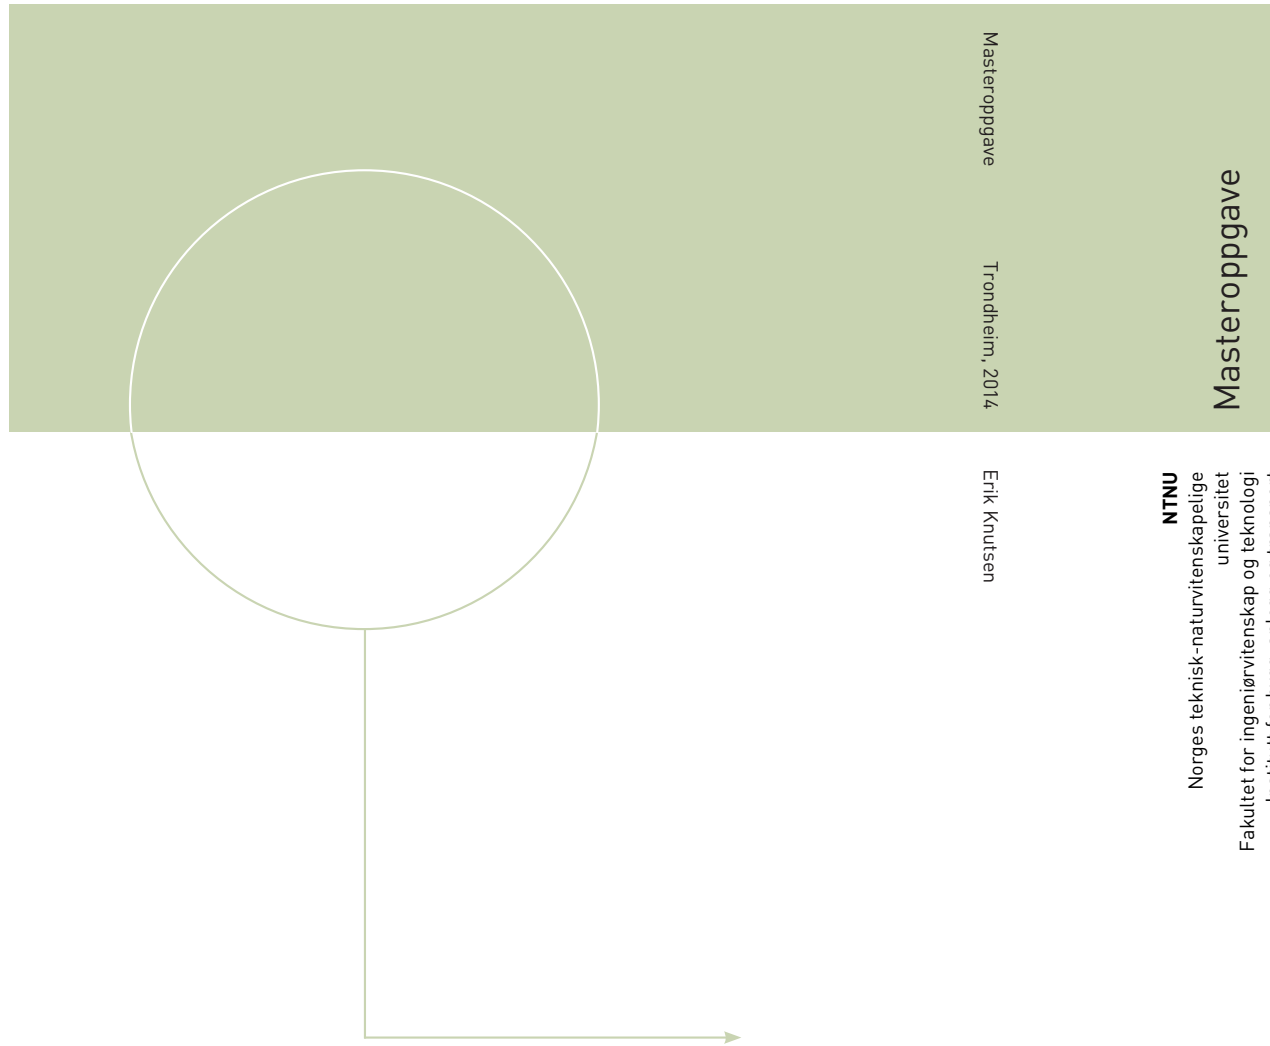 Masteroppgave
Trondheim, 2014
Erik Knutsen
Masteroppgave
NTNU
Norges teknisk-naturvitenskapelige
universitet
Fakultet for ingeniørvitenskap og teknologi